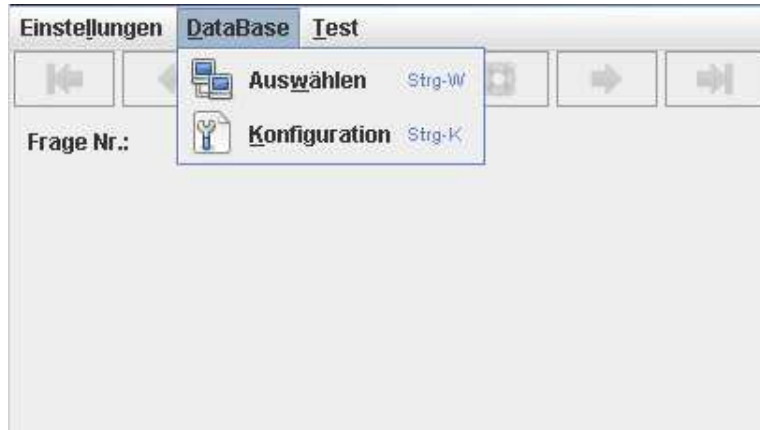 Einstellungen DataBase Test
Auswählen Strg-W
Konfiguration Strg-K
Frage Nr.: